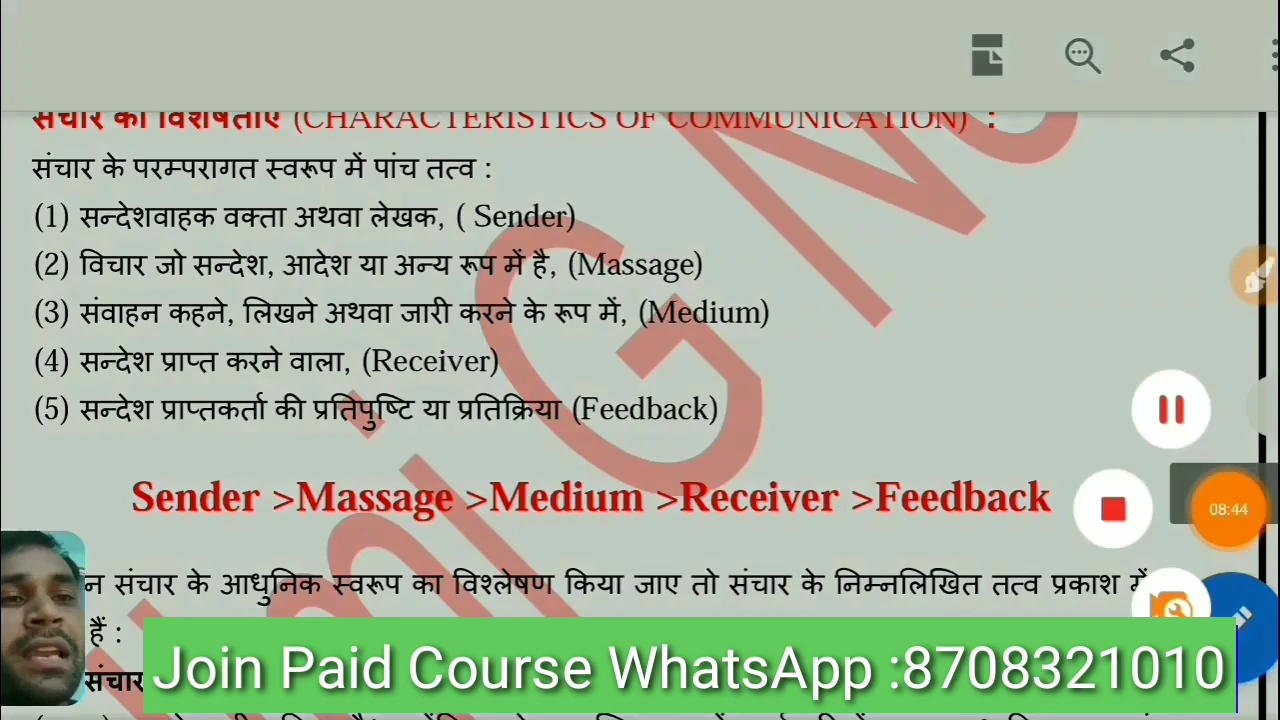 संचार की विशेषताएँ (CHARACTERISTICS OF COMMUNICATION) :
संचार के परम्परागत स्वरूप में पांच तत्व :
(1) सन्देशवाहक वक्ता अथवा लेखक, ( Sender)
(2) विचार जो सन्देश, आदेश या अन्य रूप में है, (Massage)
(3) संवाहन कहने, लिखने अथवा जारी करने के रूप में, (Medium)
(4) सन्देश प्राप्त करने वाला, (Receiver)
(5) सन्देश प्राप्तकर्ता की प्रतिपुष्टि या प्रतिक्रिया (Feedback)
Sender >Massage >Medium >Receiver >Feedback
08:44
न संचार के आधुनिक स्वरूप का विश्लेषण किया जाए तो संचार के निम्नलिखित तत्व प्रकाश में
हैं :
संचार
Join Paid Course WhatsApp :8708321010